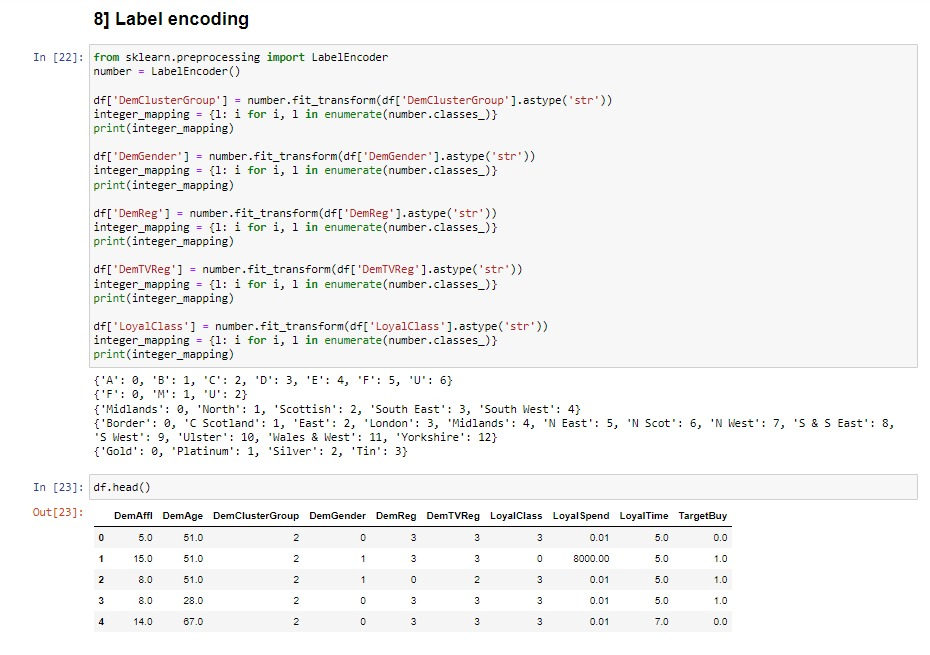 8] Label encoding
In [22]: from sklearn.preprocessing import LabelEncoder
number = LabelEncoder()
df['DemClusterGroup'] = number.fit_transform(df['DemClusterGroup'].astype('str'))
integer_mapping = {l: i for i, l in enumerate(number.classes_)}
print(integer_mapping)
df['DemGender'] = number.fit_transform(df['DemGender'].astype('str'))
integer_mapping = {l: i for i, l in enumerate(number.classes_)}
print(integer_mapping)
df['DemReg'] = number.fit_transform(df['DemReg'].astype('str'))
integer_mapping = {l: i for i, l in enumerate(number.classes_)}
print(integer_mapping)
df['DemTVReg'] = number.fit_transform(df['DemTVReg'].astype('str'))
integer_mapping = {l: i for i, l in enumerate(number.classes_)}
print(integer_mapping)
df['LoyalClass'] = number.fit_transform(df['LoyalClass'].astype('str'))
integer_mapping = {l: i for i, l in enumerate(number.classes_)}
print(integer_mapping)
{'A': 0, 'B': 1, 'C': 2, 'D': 3, 'E': 4, 'F': 5, 'U': 6}
{'F': 0, 'M': 1, 'U': 2}
{'Midlands': 0, 'North': 1, 'Scottish': 2, 'South East': 3, 'South West': 4}
{'Border': 0, 'C Scotland': 1, 'East': 2, 'London': 3, 'Midlands': 4, 'N East': 5, 'N Scot': 6, 'N West': 7, 'S & S East': 8,
'S West': 9, 'Ulster': 10, 'Wales & West': 11, 'Yorkshire': 12}
{'Gold': 0, 'Platinum': 1, 'Silver': 2, 'Tin': 3}
In [23]: df.head()
Out[23]: DemAffl DemAge DemClusterGroup DemGender DemReg DemTVReg LoyalClass LoyalSpend LoyalTime TargetBuy
0 5.0 51.0 2 0 3 3 3 0.01 5.0 0.0
1 15.0 51.0 2 1 3 3 0 8000.00 5.0 1.0
2 8.0 51.0 2 1 0 2 3 0.01 5.0 1.0
3 8.0 28.0 2 0 3 3 3 0.01 5.0 1.0
4 14.0 67.0 2 0 3 3 3 0.01 7.0 0.0